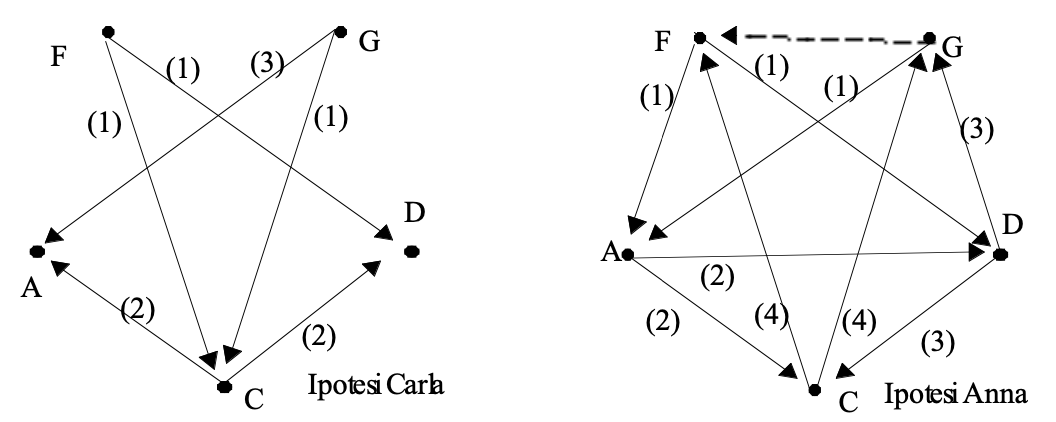 F
G
(1)
(3)
(1)
(1)
D
A
(2)
(2)
C
Ipotesi Carla
F
G
(1)
(1)
(1)
(3)
D
A
(2)
(2)
(4)
(4)
(3)
C
Ipotesi Anna